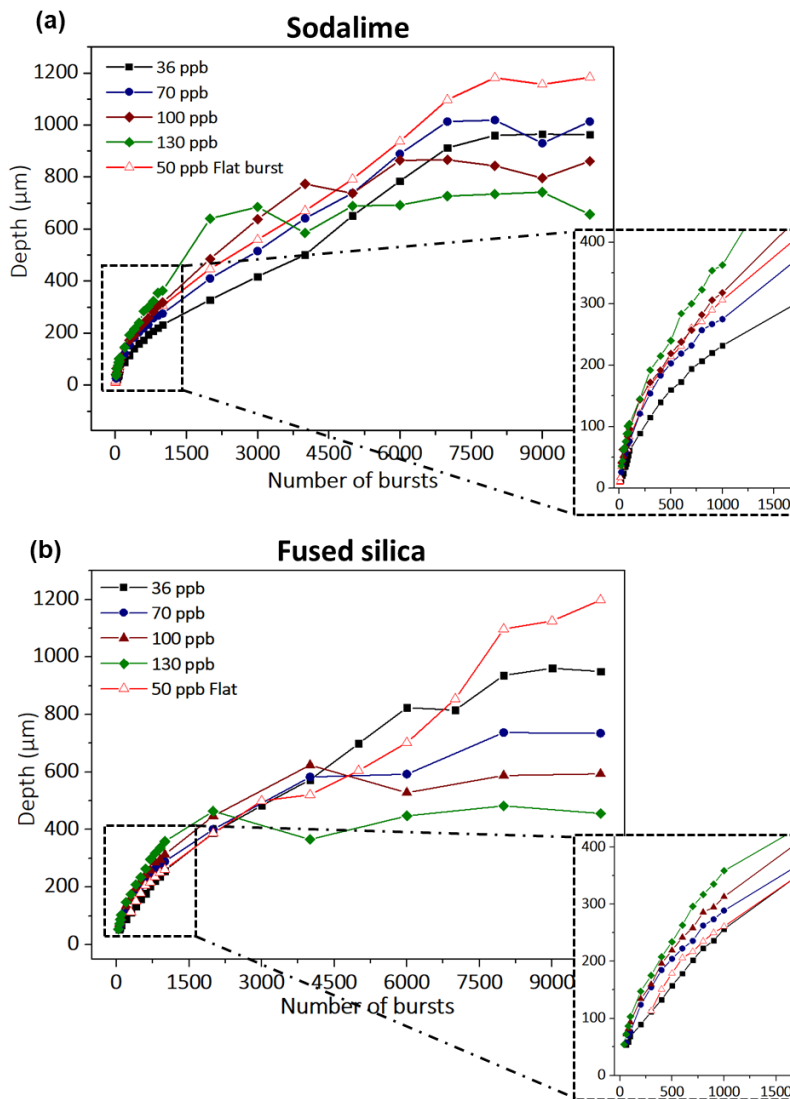 (a)
Sodalime
36 ppb
70 ppb
100 ppb
130 ppb
50 ppb Flat burst
Depth (μm)
1200
1000
800
600
400
200
0
0 1500 3000 4500 6000 7500 9000
Number of bursts
400
300
200
100
0
0 500 1000 1500
(b)
Fused silica
36 ppb
70 ppb
100 ppb
130 ppb
50 ppb Flat
Depth (μm)
1200
1000
800
600
400
200
0
0 1500 3000 4500 6000 7500 9000
Number of bursts
400
300
200
100
0
0 500 1000 1500